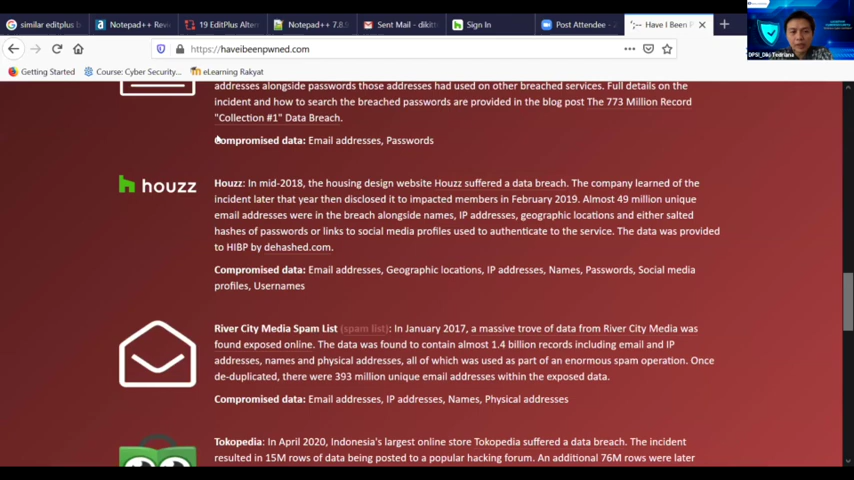 similar editplus b
Notepad++ Rev
19 EditPlus Alter
Notepad++ 7.8.
Sent Mail - dikitr
Sign In
Post Attendee -
Have I Been P
https://haveibeenpwned.com
Getting Started
Course: Cyber Security...
eLearning Rakyat
addresses alongside passwords those addresses had used on other breached services. Full details on the
incident and how to search the breached passwords are provided in the blog post The 773 Million Record
"Collection #1" Data Breach.
Compromised data: Email addresses, Passwords
houzz
Houzz: In mid-2018, the housing design website Houzz suffered a data breach. The company learned of the
incident later that year then disclosed it to impacted members in February 2019. Almost 49 million unique
email addresses were in the breach alongside names, IP addresses, geographic locations and either salted
hashes of passwords or links to social media profiles used to authenticate to the service. The data was provided
to HIBP by dehashed.com.
Compromised data: Email addresses, Geographic locations, IP addresses, Names, Passwords, Social media
profiles, Usernames
River City Media Spam List (spam list): In January 2017, a massive trove of data from River City Media was
found exposed online. The data was found to contain almost 1.4 billion records including email and IP
addresses, names and physical addresses, all of which was used as part of an enormous spam operation. Once
de-duplicated, there were 393 million unique email addresses within the exposed data.
Compromised data: Email addresses, IP addresses, Names, Physical addresses
Tokopedia: In April 2020, Indonesia's largest online store Tokopedia suffered a data breach. The incident
resulted in 15M rows of data being posted to a popular hacking forum. An additional 76M rows were later